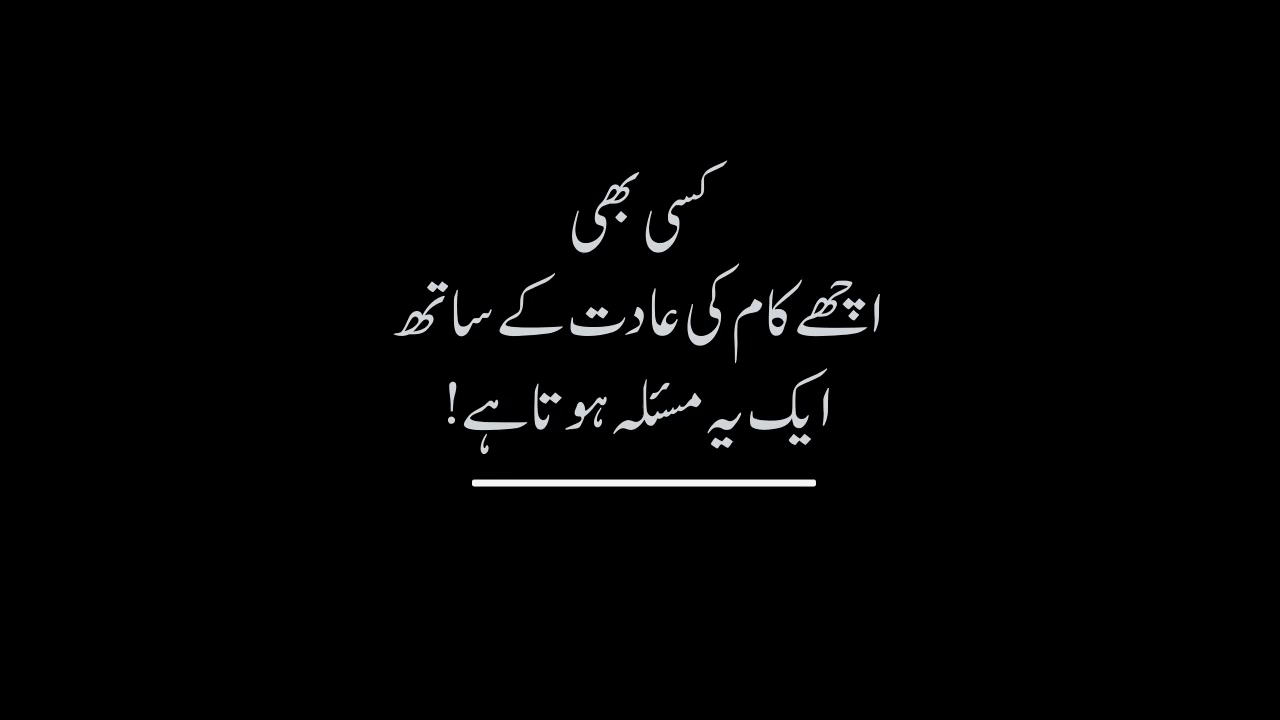 کسی بھی
اچھے کام کی عادت کے ساتھ
ایک یہ مسئلہ ہوتا ہے!